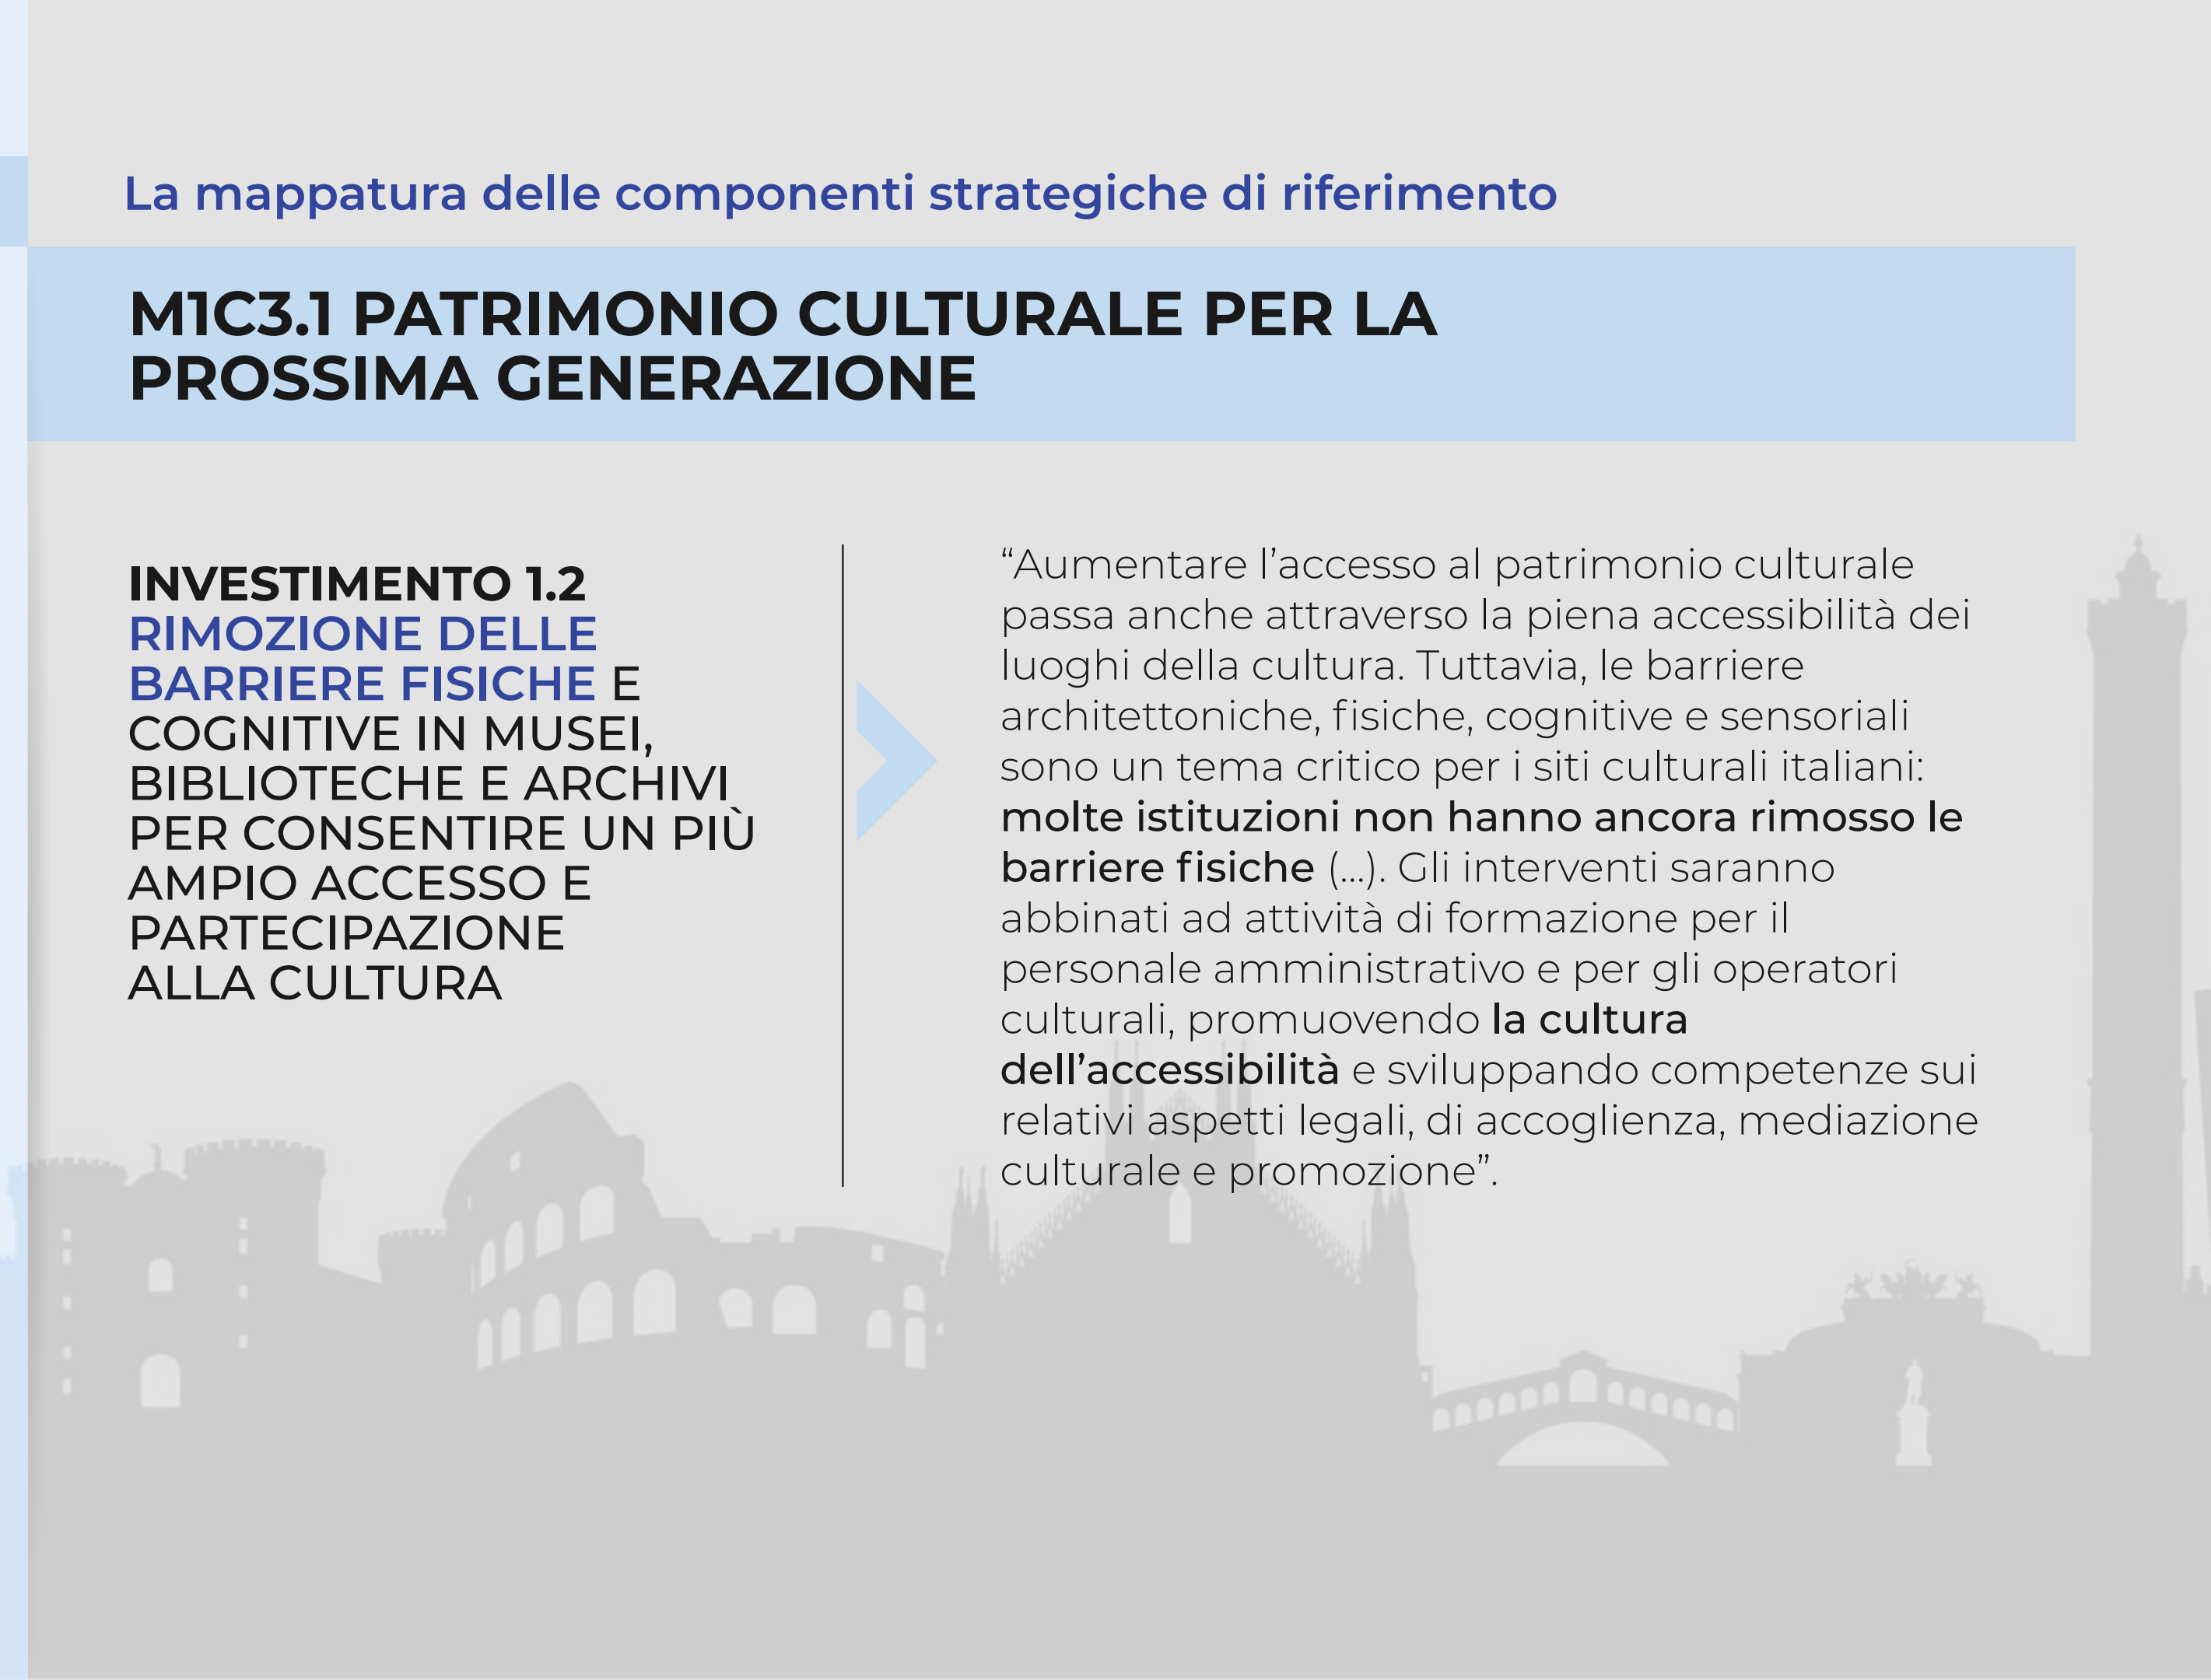 La mappatura delle componenti strategiche di riferimento
M1C3.1 PATRIMONIO CULTURALE PER LA
PROSSIMA GENERAZIONE
INVESTIMENTO 1.2
RIMOZIONE DELLE
BARRIERE FISICHE E
COGNITIVE IN MUSEI,
BIBLIOTECHE E ARCHIVI
PER CONSENTIRE UN PIÙ
AMPIO ACCESSO E
PARTECIPAZIONE
ALLA CULTURA
“Aumentare l’accesso al patrimonio culturale
passa anche attraverso la piena accessibilità dei
luoghi della cultura. Tuttavia, le barriere
architettoniche, fisiche, cognitive e sensoriali
sono un tema critico per i siti culturali italiani:
molte istituzioni non hanno ancora rimosso le
barriere fisiche (...). Gli interventi saranno
abbinati ad attività di formazione per il
personale amministrativo e per gli operatori
culturali, promuovendo la cultura
dell’accessibilità e sviluppando competenze sui
relativi aspetti legali, di accoglienza, mediazione
culturale e promozione”.